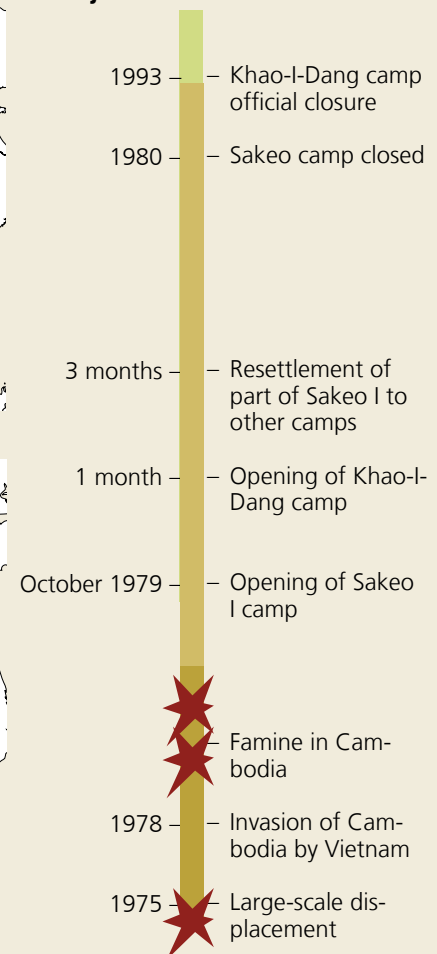 1993 – Khao-I-Dang camp
official closure
1980 – Sakeo camp closed
3 months – Resettlement of
part of Sakeo I to
other camps
1 month – Opening of Khao-I-
Dang camp
October 1979 – Opening of Sakeo
I camp
Famine in Cam-
bodia
1978 – Invasion of Cam-
bodia by Vietnam
1975 – Large-scale dis-
placement